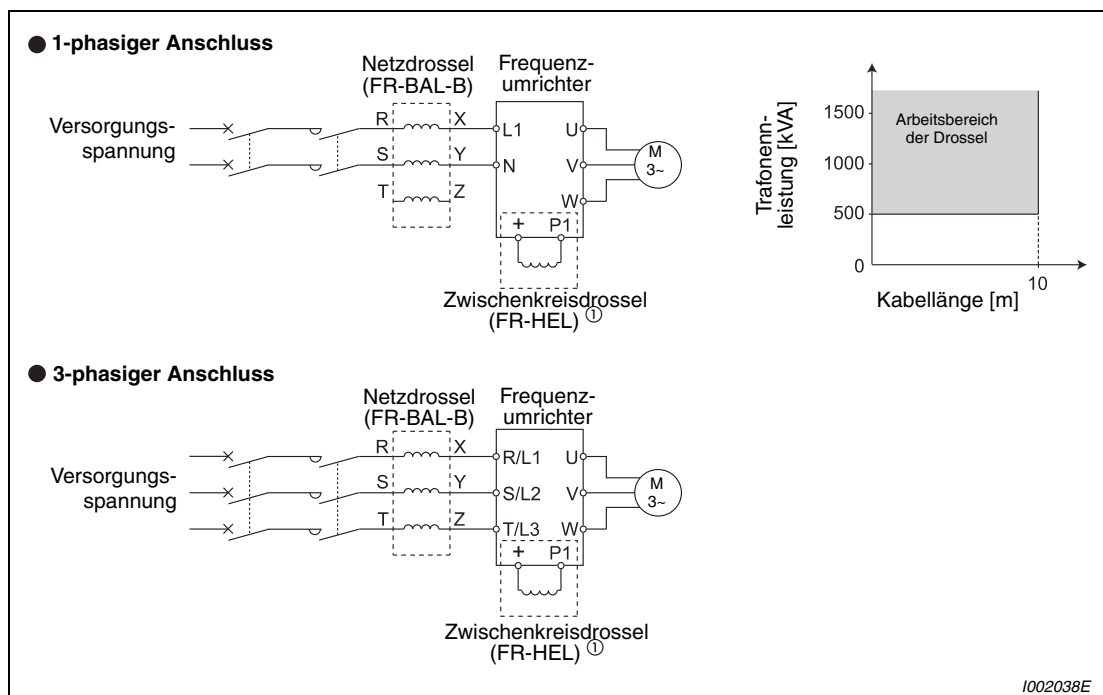 ● 1-phasiger Anschluss
Netzdrossel
(FR-BAL-B)
Frequenz-
umrichter
Versorgungs-
spannung
R
X
L1
U
S
Y
N
V
T
Z
W
M
3~
+
P1
Zwischenkreisdrossel
(FR-HEL) ①
Trafonenn-
leistung [kVA]
1500
1000
500
0
Arbeitsbereich
der Drossel
10
Kabellänge [m]
● 3-phasiger Anschluss
Netzdrossel
(FR-BAL-B)
Frequenz-
umrichter
Versorgungs-
spannung
R
X
R/L1
U
S
Y
S/L2
V
T
Z
T/L3
W
M
3~
+
P1
Zwischenkreisdrossel
(FR-HEL) ①
I002038E